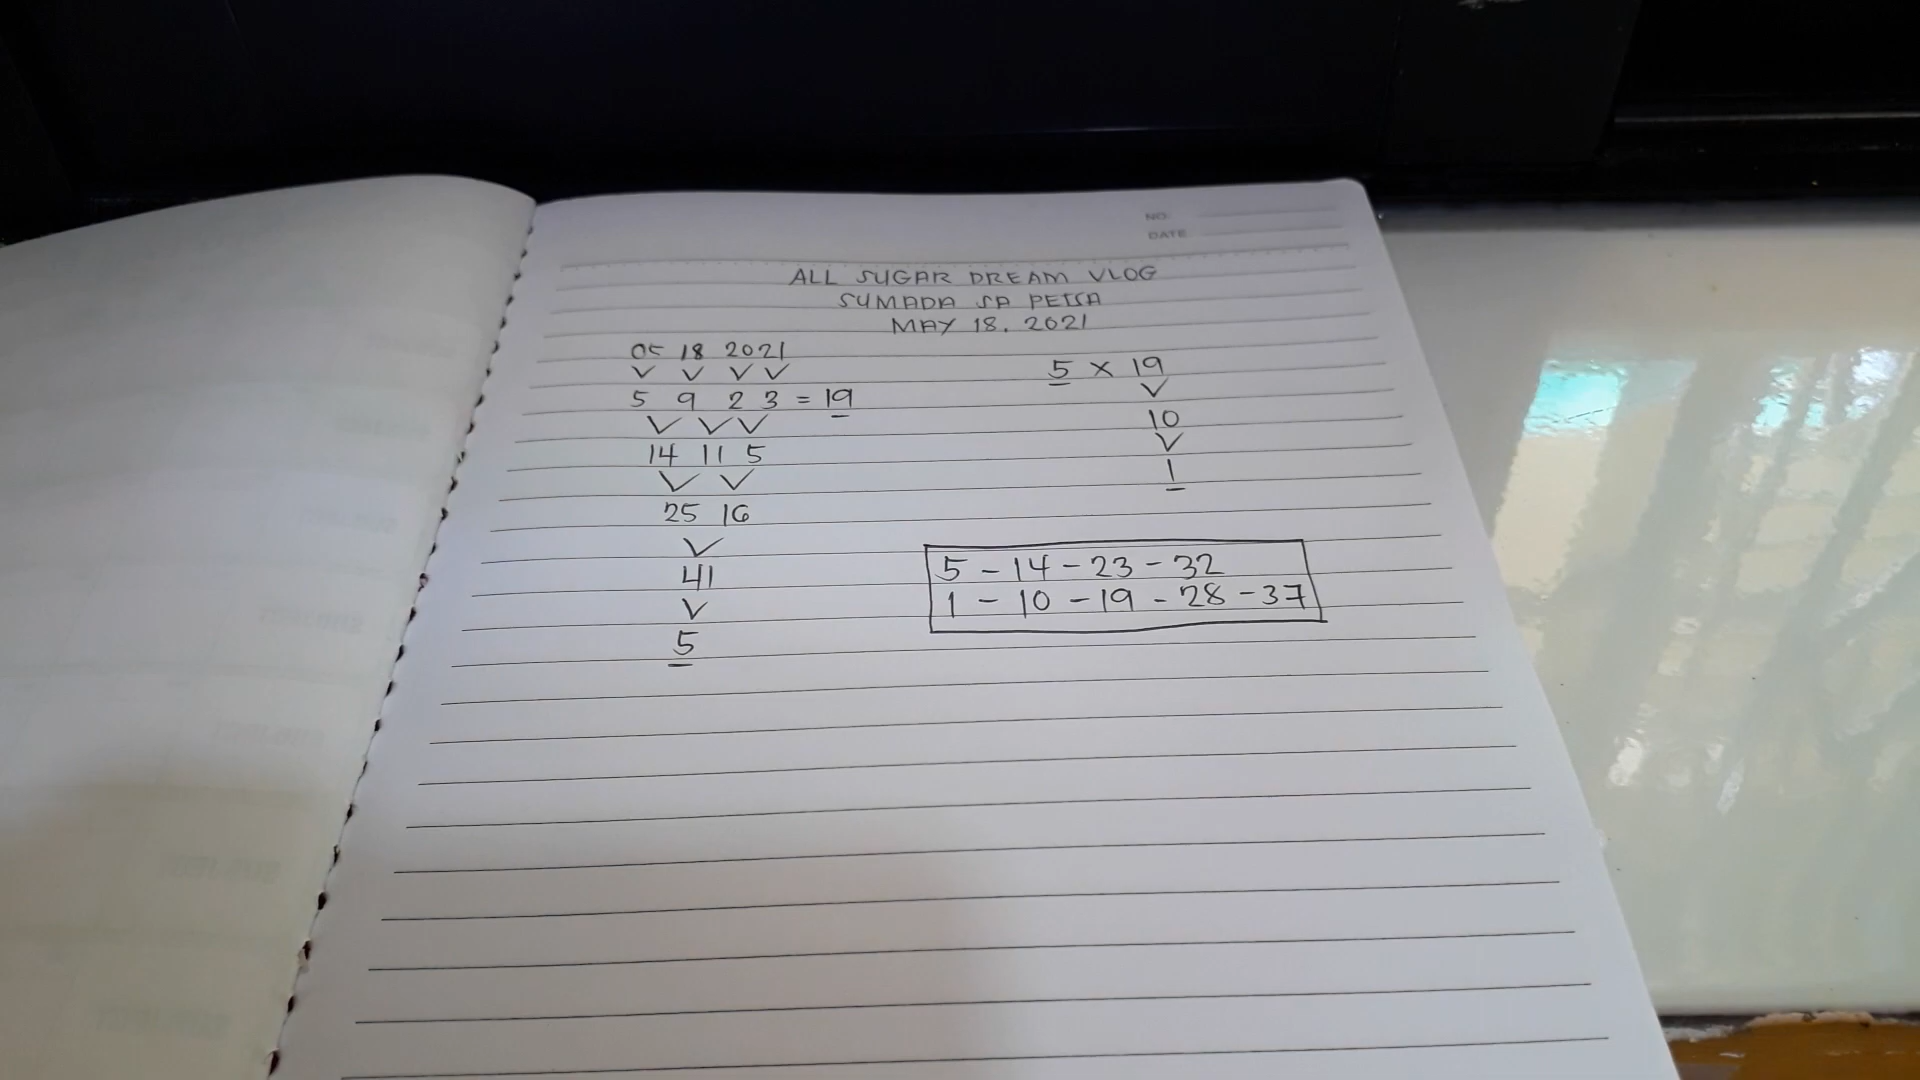 NO.
DATE
ALL SUGAR DREAM VLOG
SUMADA SA PETSA
MAY 18. 2021
05 18 2021
5 9 2 3 = 19
14 11 5
25 16
41
5
5 x 19
10
1
5 - 14 - 23 - 32
1 - 10 - 19 - 28 - 37